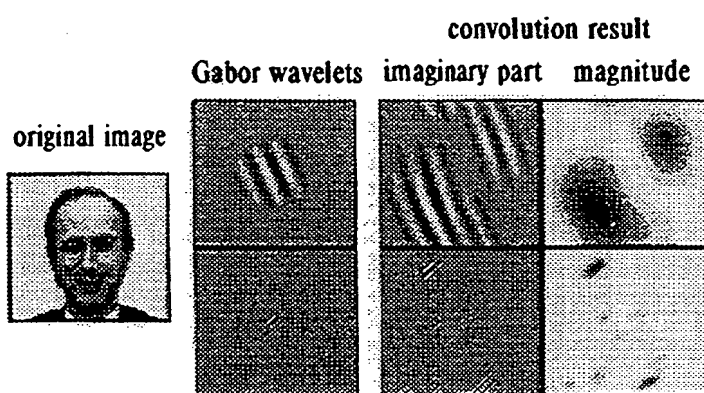 convolution result
Gabor wavelets imaginary part magnitude
original image